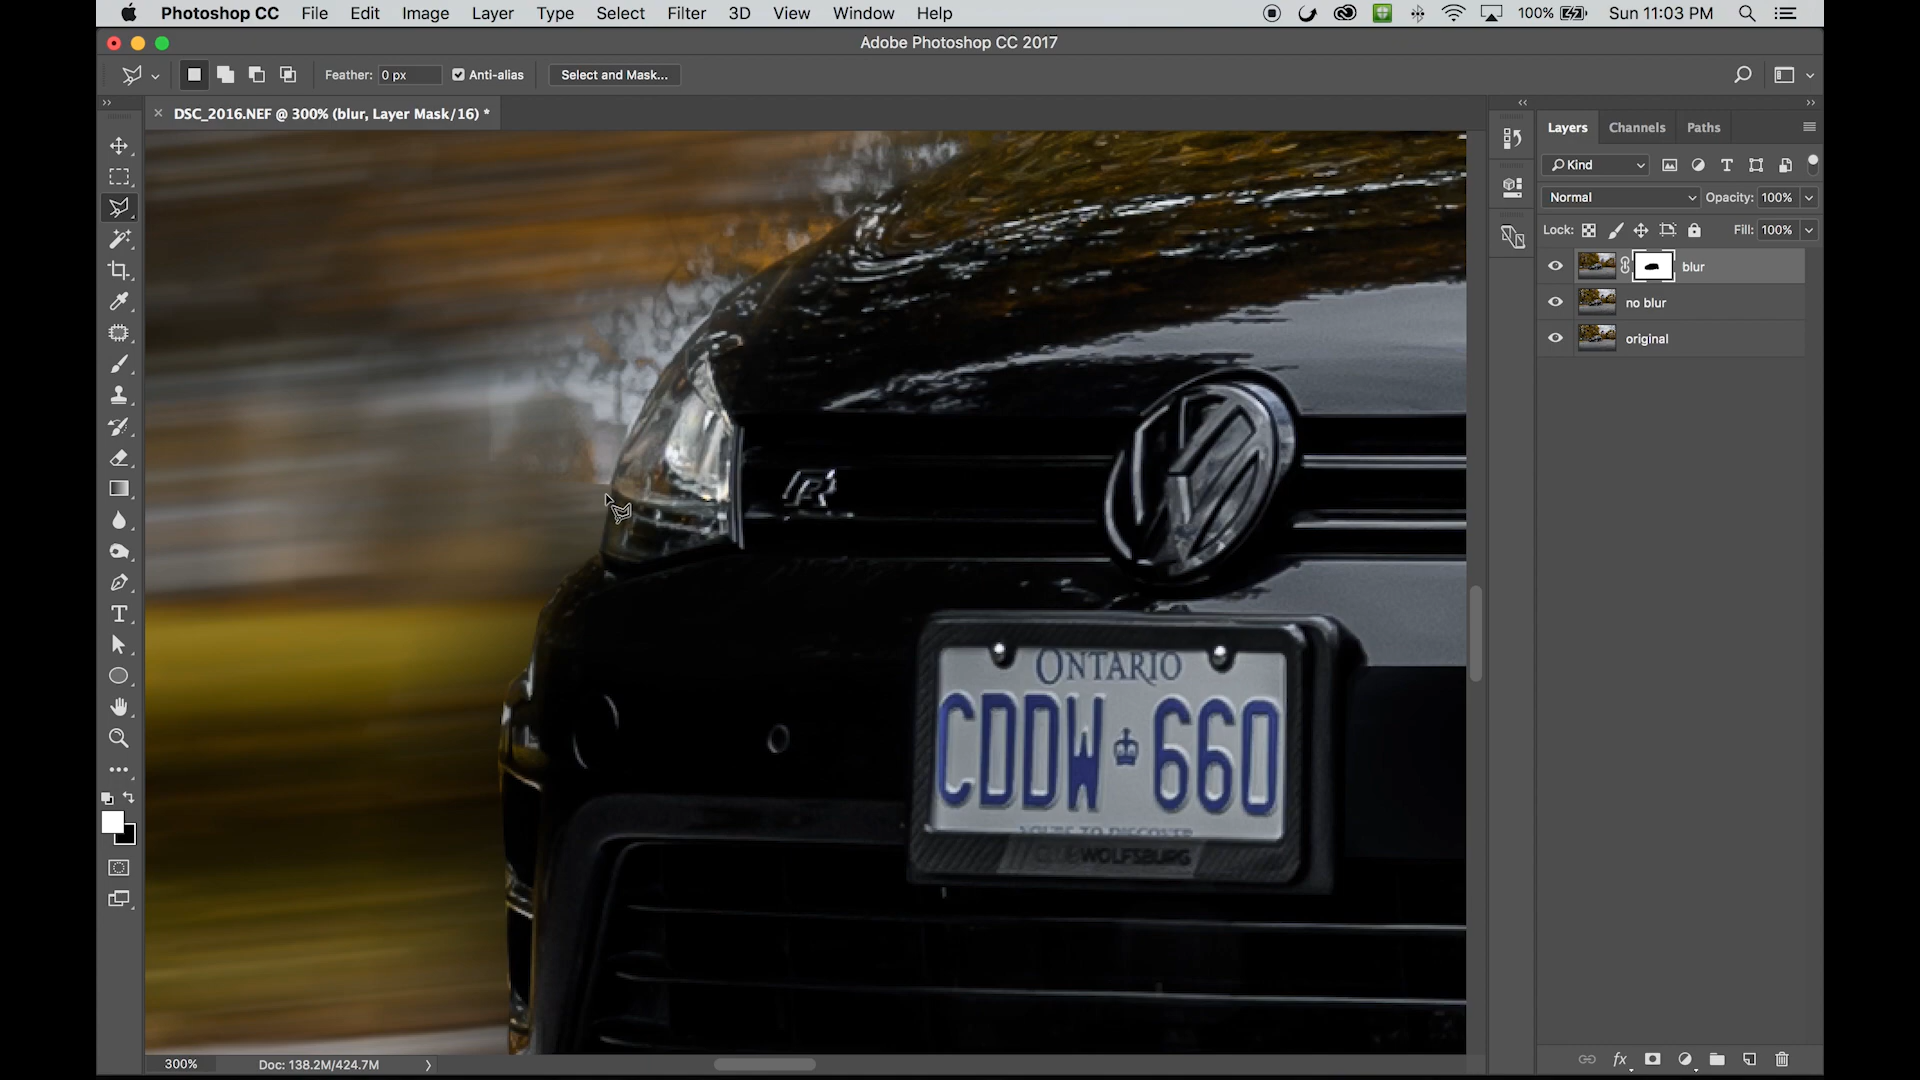 Photoshop CC File Edit Image Layer Type Select Filter 3D View Window Help 100% Sun 11:03 PM
Adobe Photoshop CC 2017
Feather: 0 px Anti-alias Select and Mask...
DSC_2016.NEF @ 300% (blur, Layer Mask/16) *
Layers Channels Paths
Kind
Normal Opacity: 100%
Lock: Fill: 100%
blur
no blur
original
R
ONTARIO
CDDW 660
YOURS TO DISCOVER
WOLFSBURG
300% Doc: 138.2M/424.7M